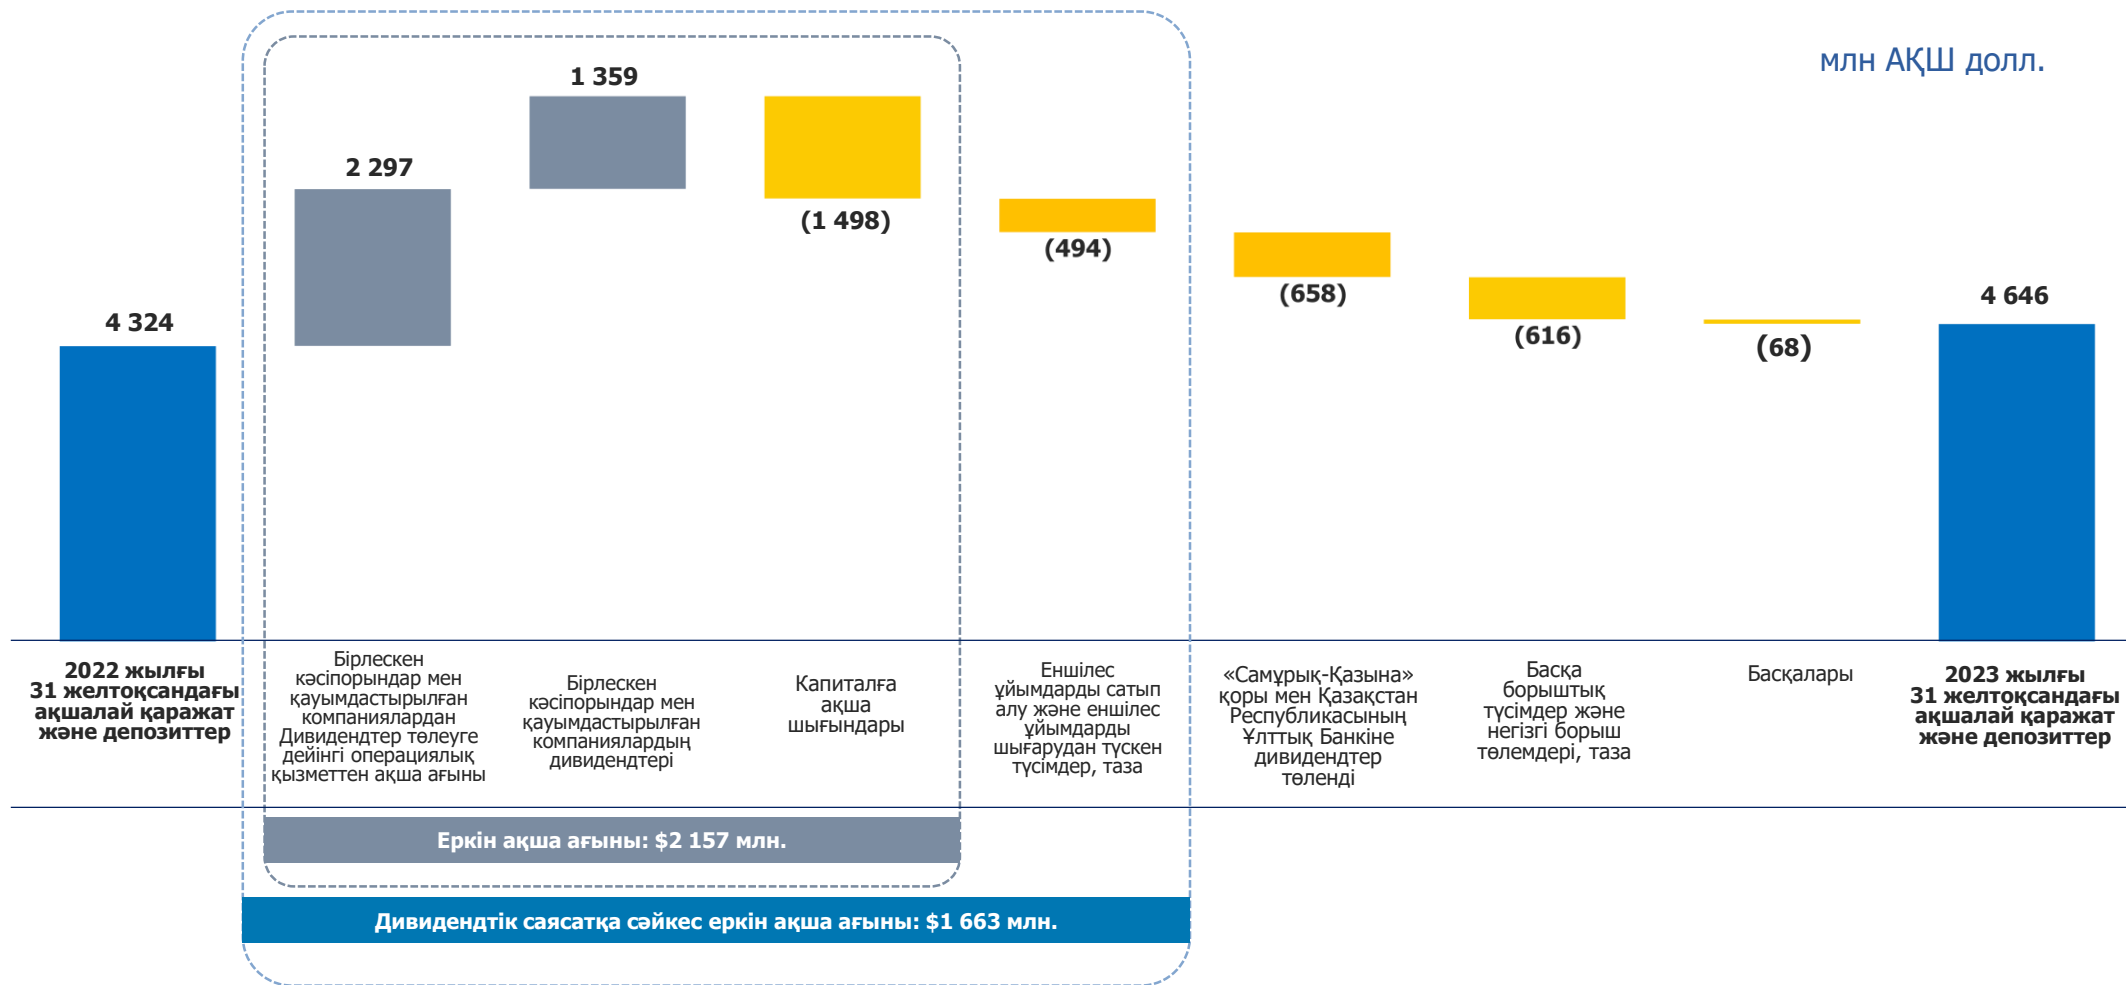 млн АҚШ долл.
1 359
2 297
(1 498)
(494)
(658)
(616)
(68)
4 324
4 646
2022 жылғы
31 желтоқсандағы
ақшалай қаражат
және депозиттер
Бірлескен
кәсіпорындар мен
қауымдастырылған
компаниялардан
Дивидендтер төлеуге
дейінгі операциялық
қызметтен ақша ағыны
Бірлескен
кәсіпорындар мен
қауымдастырылған
компаниялардың
дивидендтері
Капиталға
ақша
шығындары
Еншілес
ұйымдарды сатып
алу және еншілес
ұйымдарды
шығарудан түскен
түсімдер, таза
«Самұрық-Қазына»
қоры мен Қазақстан
Республикасының
Ұлттық Банкіне
дивидендтер
төленді
Басқа
борыштық
түсімдер және
негізгі борыш
төлемдері, таза
Басқалары
2023 жылғы
31 желтоқсандағы
ақшалай қаражат
және депозиттер
Еркін ақша ағыны: $2 157 млн.
Дивидендтік саясатқа сәйкес еркін ақша ағыны: $1 663 млн.